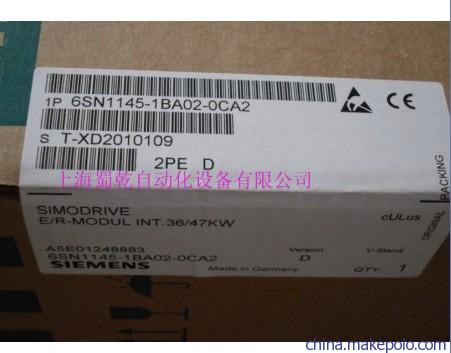 1P 6SN1145-1BA02-0CA2
S T-XD2010109
2PE D
上海蜀乾自动化设备有限公司
SIMODRIVE
E/R-MODUL INT.36/47KW
cULus
ORIGINAL PACKING
A5E01248883
6SN1145-1BA02-0CA2
Version: D
V-Stand
SIEMENS
Made in Germany
QTY: 1
CE
china.makepolo.com